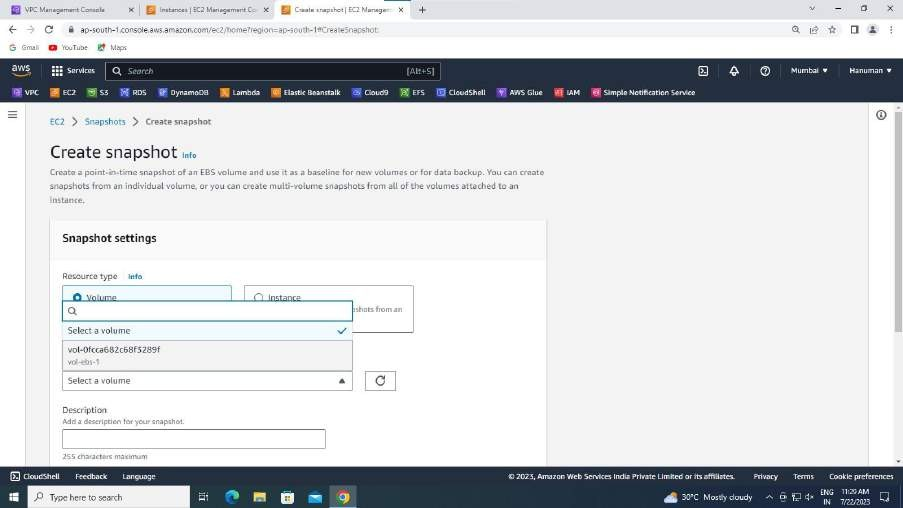 VPC Management Console
Instances | EC2 Management Con
Create snapshot | EC2 Managemen
ap-south-1.console.aws.amazon.com/ec2/home?region=ap-south-1#CreateSnapshot:
Gmail
YouTube
Maps
aws
Services
Search
[Alt+S]
Mumbai
Hanuman
VPC
EC2
S3
RDS
DynamoDB
Lambda
Elastic Beanstalk
Cloud9
EFS
CloudShell
AWS Glue
IAM
Simple Notification Service
EC2 > Snapshots > Create snapshot
Create snapshot Info
Create a point-in-time snapshot of an EBS volume and use it as a baseline for new volumes or for data backup. You can create
snapshots from an individual volume, or you can create multi-volume snapshots from all of the volumes attached to an
instance.
Snapshot settings
Resource type Info
Volume
Instance
shots from an
Select a volume
vol-0fcca682c68f3289f
vol-ebs-1
Select a volume
Description
Add a description for your snapshot.
255 characters maximum
CloudShell
Feedback
Language
© 2023, Amazon Web Services India Private Limited or its affiliates.
Privacy
Terms
Cookie preferences
Type here to search
30°C Mostly cloudy
ENG
IN
11:29 AM
7/22/2023